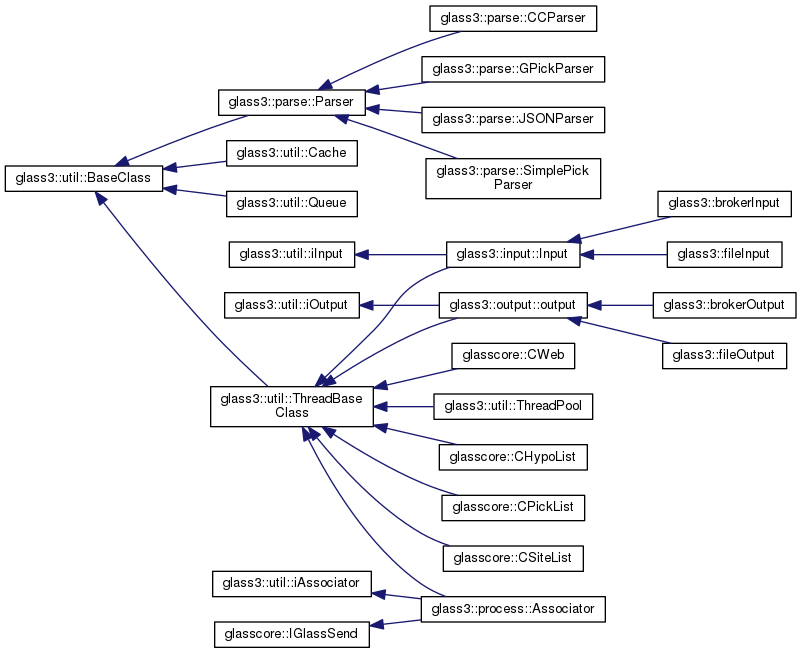 glass3::parse::CCParser
glass3::parse::GPickParser
glass3::parse::Parser
glass3::parse::JSONParser
glass3::util::Cache
glass3::parse::SimplePick
Parser
glass3::util::BaseClass
glass3::util::Queue
glass3::brokerInput
glass3::util::iInput
glass3::input::Input
glass3::fileInput
glass3::util::iOutput
glass3::output::output
glass3::brokerOutput
glasscore::CWeb
glass3::fileOutput
glass3::util::ThreadBase
Class
glass3::util::ThreadPool
glasscore::CHypoList
glasscore::CPickList
glasscore::CSiteList
glass3::util::iAssociator
glass3::process::Associator
glasscore::IGlassSend